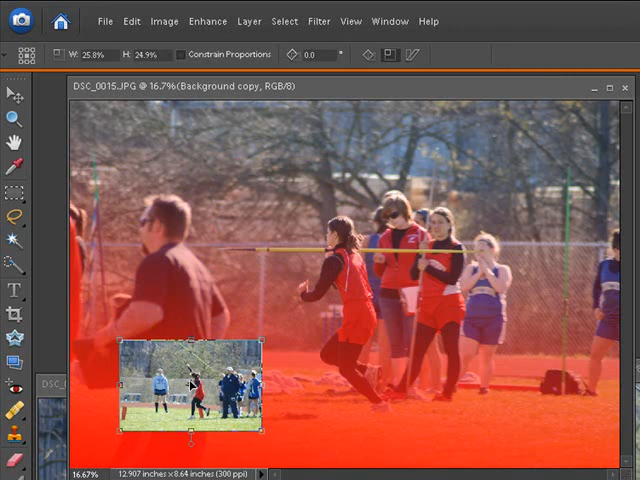 File Edit Image Enhance Layer Select Filter View Window Help
W: 25.8% H: 24.9% Constrain Proportions 0.0 °
DSC_0015.JPG @ 16.7%(Background copy, RGB/8)
T
DSC_
16.67% 12.907 inches x 8.64 inches (300 ppi)